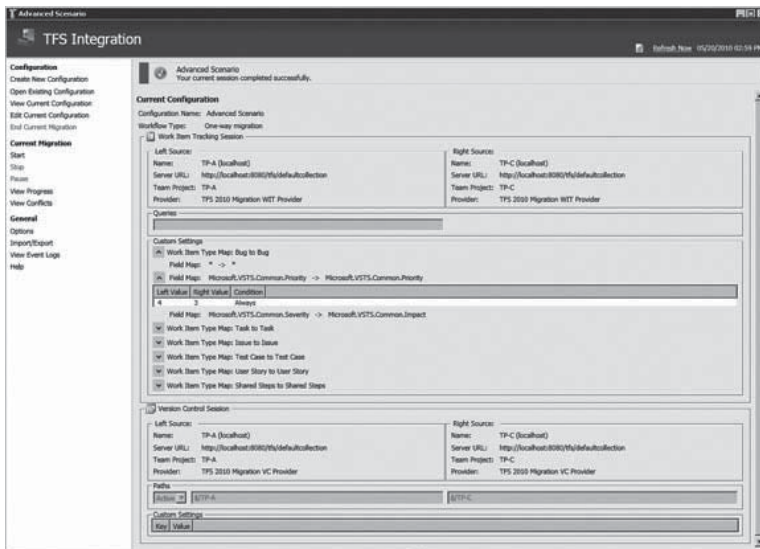 Advanced Scenario
TFS Integration
Refresh Now 05/20/2010 02:59 PM
Configuration
Create New Configuration
Open Existing Configuration
View Current Configuration
Edit Current Configuration
End Current Migration
Current Migration
Start
Stop
Pause
View Progress
View Conflicts
General
Options
Import/Export
View Event Logs
Help
Advanced Scenario
Your current session completed successfully.
Current Configuration
Configuration Name: Advanced Scenario
Workflow Type: One-way migration
Work Item Tracking Session
Left Source:
Name: TP-A (localhost)
Server URL: http://localhost:8080/tfs/defaultcollection
Team Project: TP-A
Provider: TFS 2010 Migration WIT Provider
Right Source:
Name: TP-C (localhost)
Server URL: http://localhost:8080/tfs/defaultcollection
Team Project: TP-C
Provider: TFS 2010 Migration WIT Provider
Queries
Custom Settings
Work Item Type Map: Bug to Bug
Field Map: * -> *
Field Map: Microsoft.VSTS.Common.Priority -> Microsoft.VSTS.Common.Priority
Left Value Right Value Condition
4 3 Always
Field Map: Microsoft.VSTS.Common.Severity -> Microsoft.VSTS.Common.Impact
Work Item Type Map: Task to Task
Work Item Type Map: Issue to Issue
Work Item Type Map: Test Case to Test Case
Work Item Type Map: User Story to User Story
Work Item Type Map: Shared Steps to Shared Steps
Version Control Session
Left Source:
Name: TP-A (localhost)
Server URL: http://localhost:8080/tfs/defaultcollection
Team Project: TP-A
Provider: TFS 2010 Migration VC Provider
Right Source:
Name: TP-C (localhost)
Server URL: http://localhost:8080/tfs/defaultcollection
Team Project: TP-C
Provider: TFS 2010 Migration VC Provider
Paths
Active $/TP-A $/TP-C
Custom Settings
Key Value